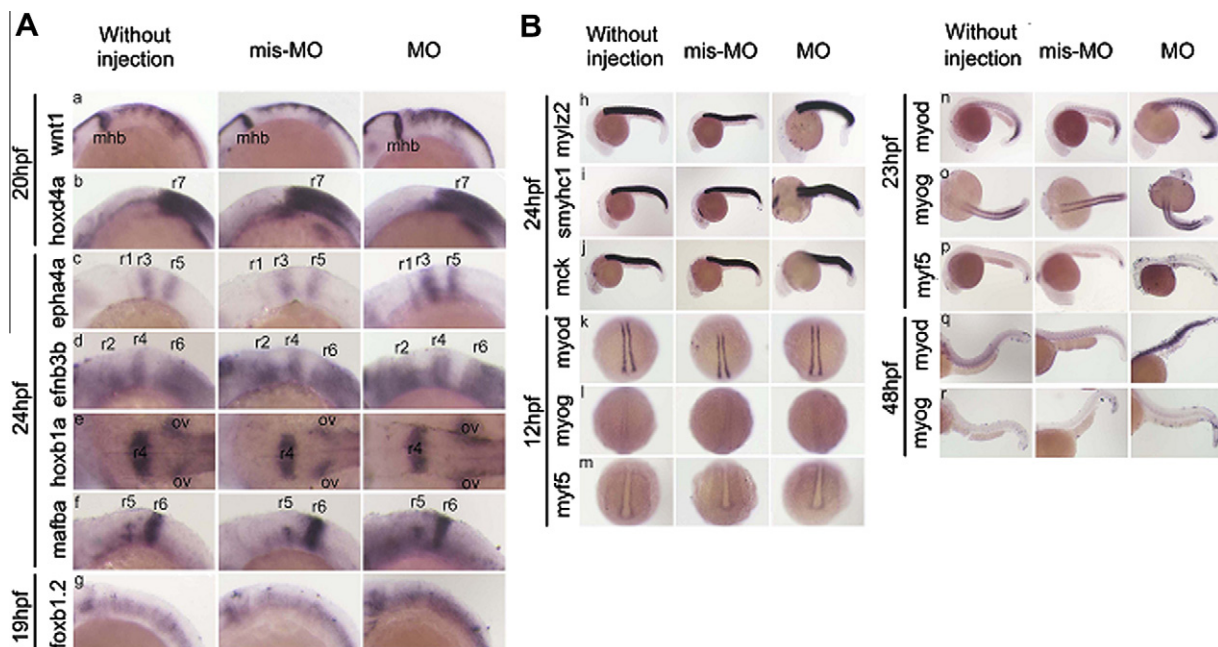 A
Without injection mis-MO MO
20hpf
wnt1
a
mhb mhb mhb
hoxd4a
b
r7 r7 r7
24hpf
epha4a
c
r1 r3 r5 r1 r3 r5 r1 r3 r5
efnb3b
d
r2 r4 r6 r2 r4 r6 r2 r4 r6
hoxb1a
e
ov ov ov
r4 r4 r4
ov ov ov
mafba
f
r5 r6 r5 r6 r5 r6
19hpf
foxb1.2
g
B
Without injection mis-MO MO
24hpf
mylz2
h
smyhc1
i
mck
j
12hpf
myod
k
myog
l
myf5
m
Without injection mis-MO MO
23hpf
myod
n
myog
o
myf5
p
48hpf
myod
q
myog
r